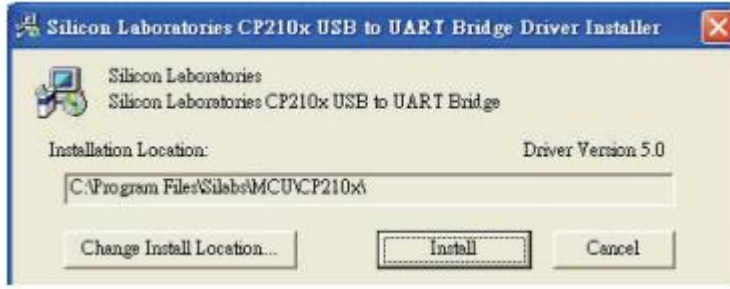 Silicon Laboratories CP210x USB to UART Bridge Driver Installer
Silicon Laboratories
Silicon Laboratories CP210x USB to UART Bridge
Installation Location: Driver Version 5.0
C:\Program Files\Silabs\MCU\CP210x\
Change Install Location... Install Cancel